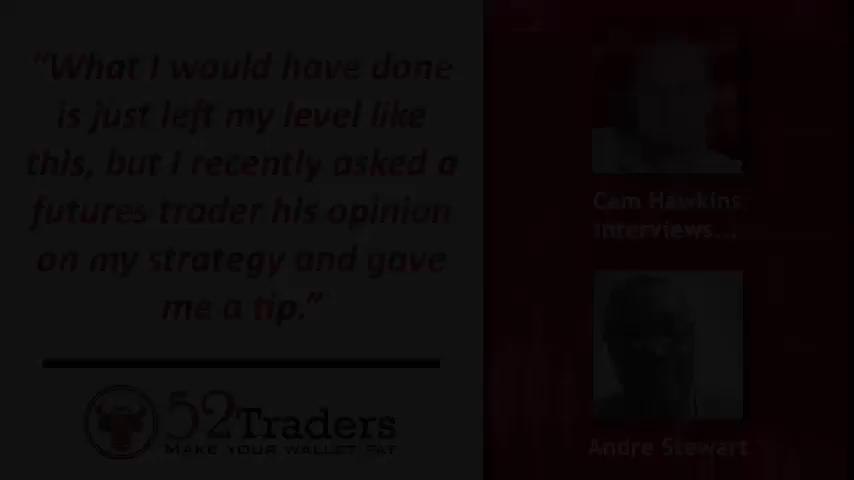 “What I would have done
is just left my level like
this, but I recently asked a
futures trader his opinion
on my strategy and gave
me a tip.”
52Traders
MAKE YOUR WALLET FAT
Cam Hawkins
Interviews...
Andre Stewart